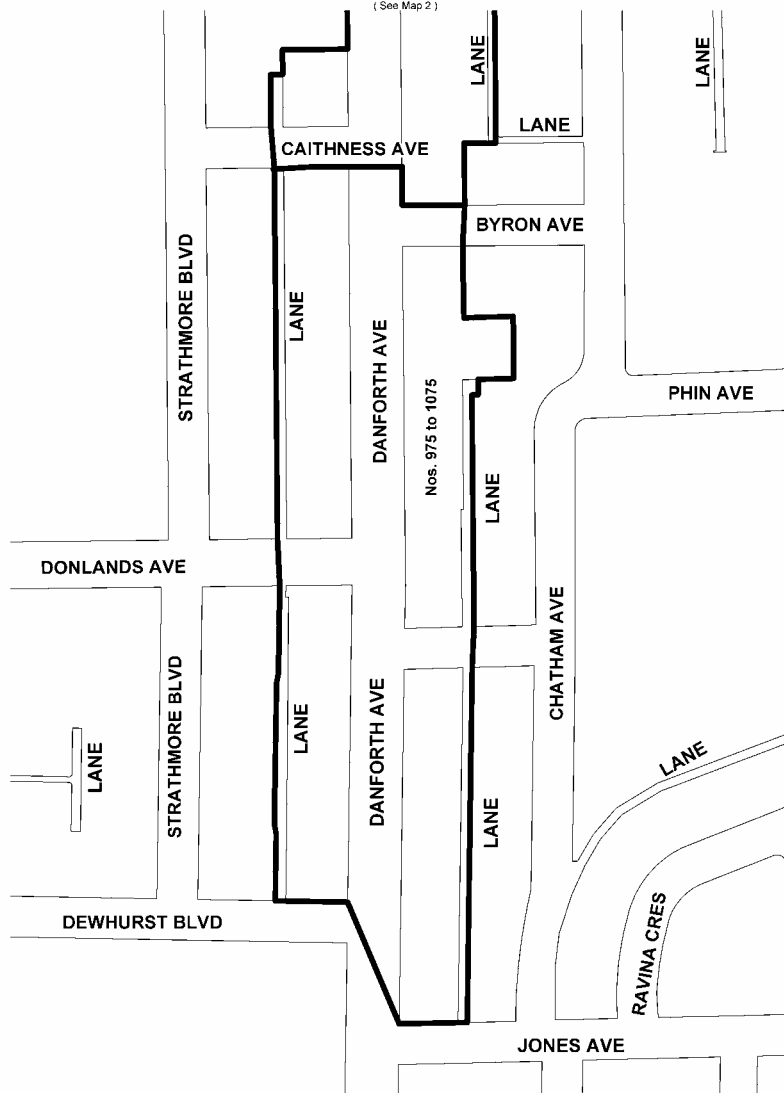 ( See Map 2 )
LANE
LANE
LANE
CAITHNESS AVE
BYRON AVE
STRATHMORE BLVD
LANE
DANFORTH AVE
Nos. 975 to 1075
PHIN AVE
LANE
DONLANDS AVE
CHATHAM AVE
STRATHMORE BLVD
LANE
DANFORTH AVE
LANE
LANE
LANE
DEWHURST BLVD
RAVINA CRES
JONES AVE